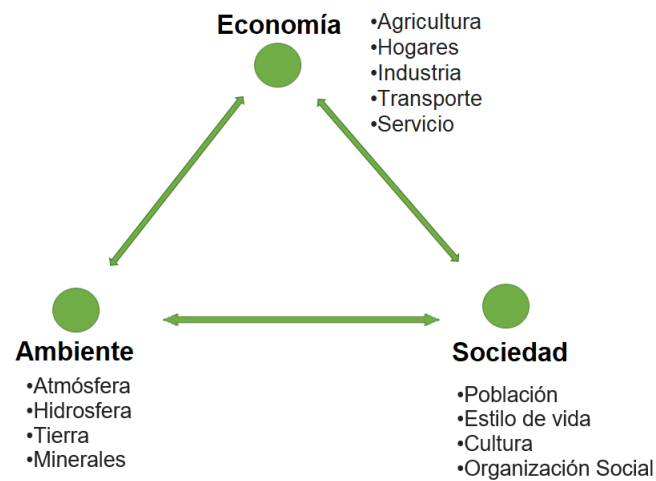 Economía
•Agricultura
•Hogares
•Industria
•Transporte
•Servicio
Ambiente
•Atmósfera
•Hidrosfera
•Tierra
•Minerales
Sociedad
•Población
•Estilo de vida
•Cultura
•Organización Social